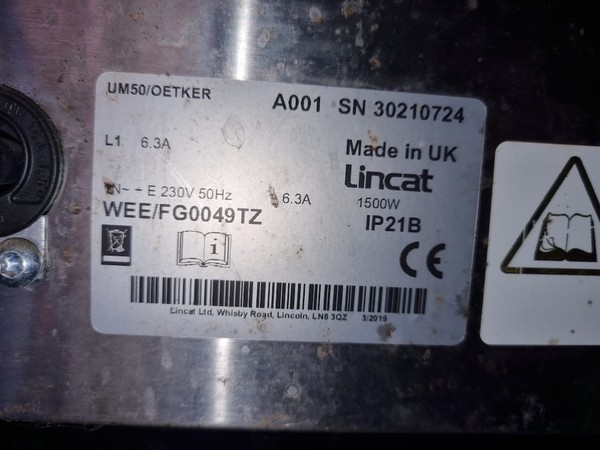 UM50/OETKER
A001 SN 30210724
L1 6.3A
Made in UK
Lincat
N~ + E 230V 50Hz
6.3A
1500W
WEE/FG0049TZ
IP21B
i
CE
Lincat Ltd, Whisby Road, Lincoln, LN6 3QZ 3/2019